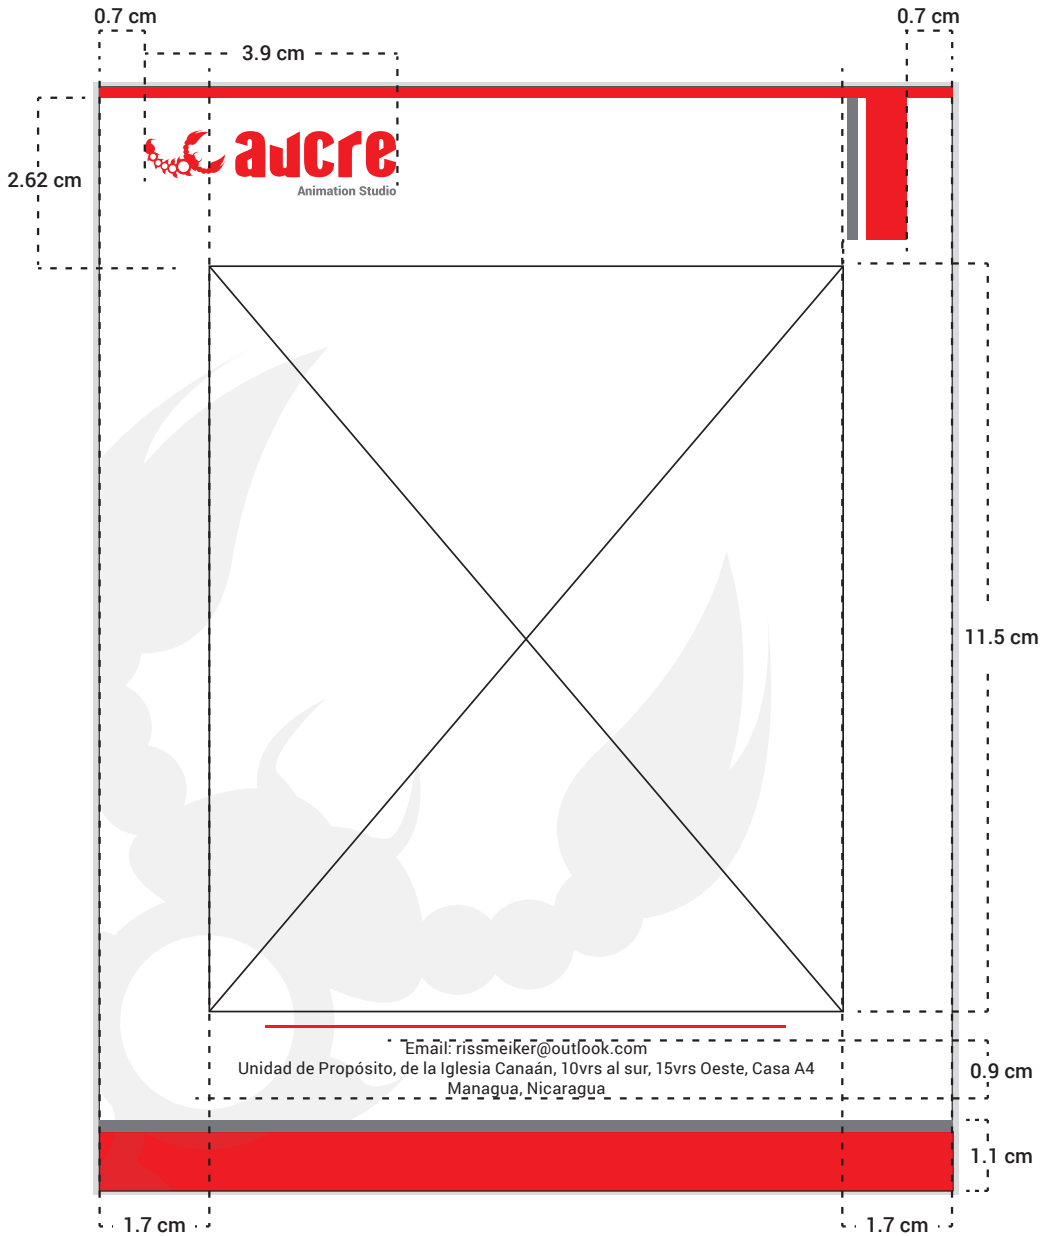 0.7 cm
0.7 cm
3.9 cm
2.62 cm
aucre
Animation Studio
11.5 cm
Email: rissmeiker@outlook.com
Unidad de Propósito, de la Iglesia Canaán, 10vrs al sur, 15vrs Oeste, Casa A4
Managua, Nicaragua
0.9 cm
1.1 cm
1.7 cm
1.7 cm